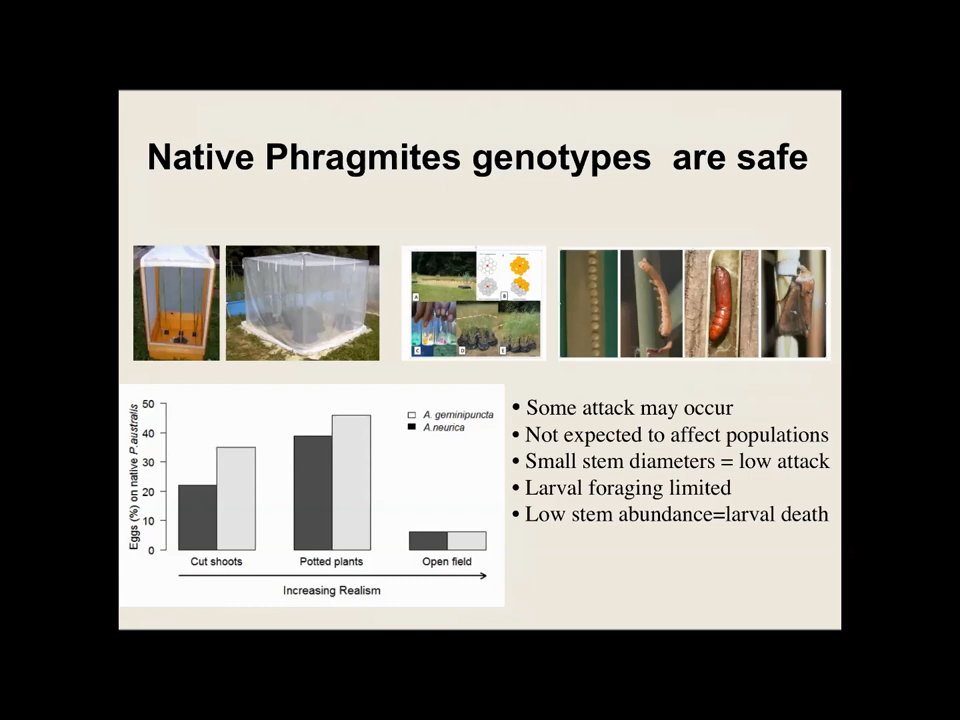 Native Phragmites genotypes are safe
A
B
C
D
E
Eggs (%) on native P.australis
50
40
30
20
10
0
A. geminipuncta
A.neurica
Cut shoots
Potted plants
Open field
Increasing Realism
• Some attack may occur
• Not expected to affect populations
• Small stem diameters = low attack
• Larval foraging limited
• Low stem abundance=larval death